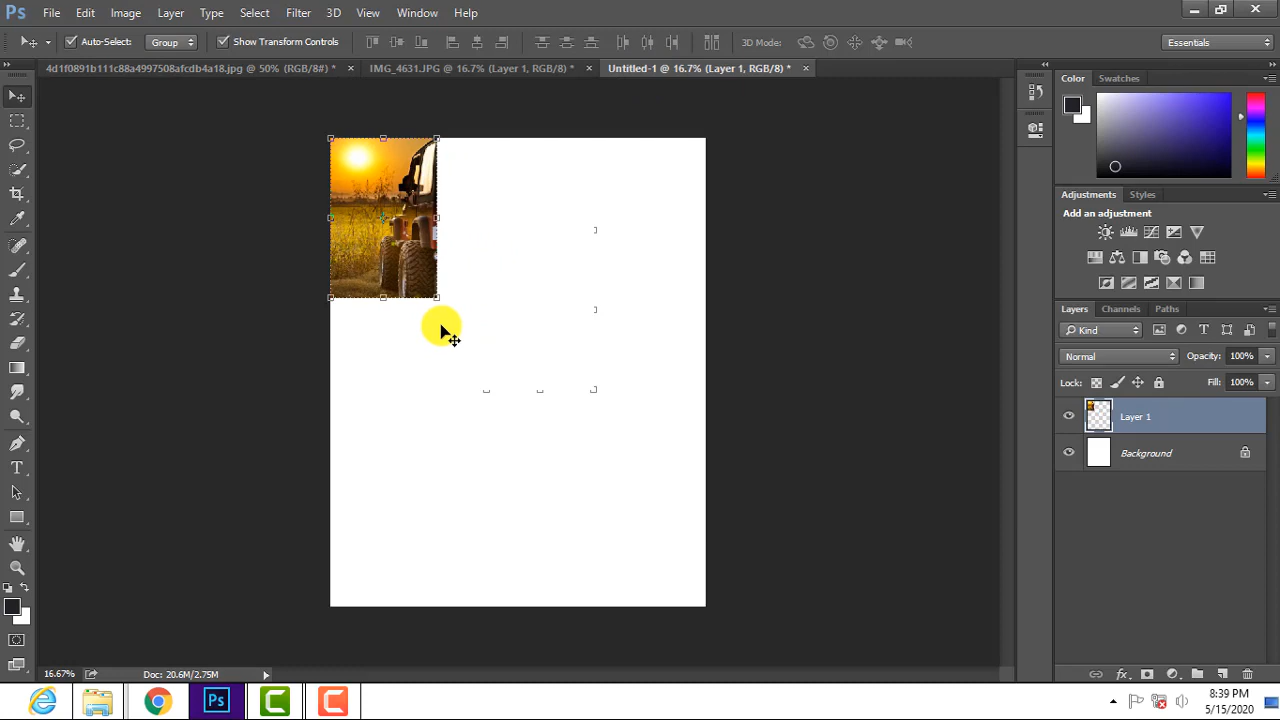 Ps File Edit Image Layer Type Select Filter 3D View Window Help
Auto-Select: Group Show Transform Controls 3D Mode: Essentials
4d1f0891b111c88a4997508afcdb4a18.jpg @ 50% (RGB/8#) * × IMG_4631.JPG @ 16.7% (Layer 1, RGB/8) * × Untitled-1 @ 16.7% (Layer 1, RGB/8) * ×
Color Swatches
Adjustments Styles
Add an adjustment
Layers Channels Paths
Kind
Normal Opacity: 100%
Lock: Fill: 100%
Layer 1
Background
16.67% Doc: 20.6M/2.75M
Ps
8:39 PM
5/15/2020